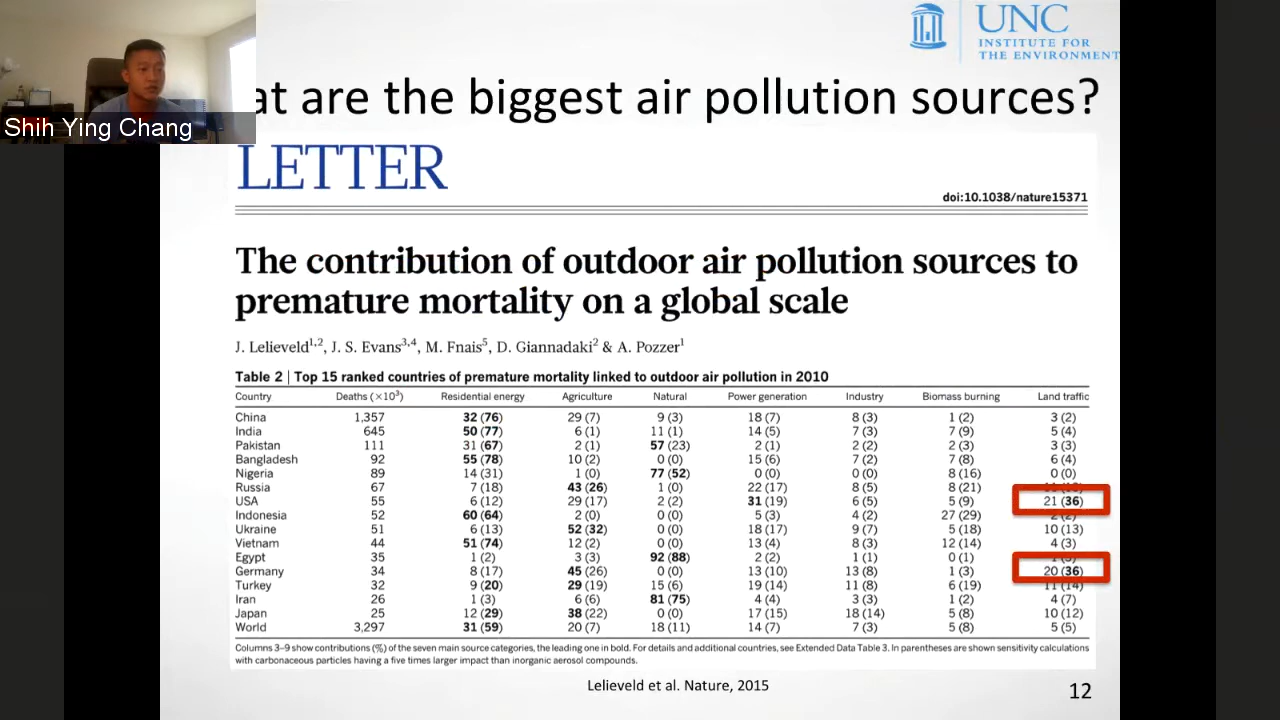 UNC
INSTITUTE FOR
THE ENVIRONMENT
at are the biggest air pollution sources?
Shih Ying Chang
LETTER
doi:10.1038/nature15371
The contribution of outdoor air pollution sources to
premature mortality on a global scale
J. Lelieveld1,2, J. S. Evans3,4, M. Fnais5, D. Giannadaki2 & A. Pozzer1
Table 2 | Top 15 ranked countries of premature mortality linked to outdoor air pollution in 2010
Country Deaths (×10³) Residential energy Agriculture Natural Power generation Industry Biomass burning Land traffic
China 1,357 32 (76) 29 (7) 9 (3) 18 (7) 8 (3) 1 (2) 3 (2)
India 645 50 (77) 6 (1) 11 (1) 14 (5) 7 (3) 7 (9) 5 (4)
Pakistan 111 31 (67) 2 (1) 57 (23) 2 (1) 2 (2) 2 (3) 3 (3)
Bangladesh 92 55 (78) 10 (2) 0 (0) 15 (6) 7 (2) 7 (8) 6 (4)
Nigeria 89 14 (31) 1 (0) 77 (52) 0 (0) 0 (0) 8 (16) 0 (0)
Russia 67 7 (18) 43 (26) 1 (0) 22 (17) 8 (5) 8 (21)
USA 55 6 (12) 29 (17) 2 (2) 31 (19) 6 (5) 5 (9) 21 (36)
Indonesia 52 60 (64) 2 (0) 0 (0) 5 (3) 4 (2) 27 (29) 2 (2)
Ukraine 51 6 (13) 52 (32) 0 (0) 18 (17) 9 (7) 5 (18) 10 (13)
Vietnam 44 51 (74) 12 (2) 0 (0) 13 (4) 8 (3) 12 (14) 4 (3)
Egypt 35 1 (2) 3 (3) 92 (88) 2 (2) 1 (1) 0 (1)
Germany 34 8 (17) 45 (26) 0 (0) 13 (10) 13 (8) 1 (3) 20 (36)
Turkey 32 9 (20) 29 (19) 15 (6) 19 (14) 11 (8) 6 (19) 11 (14)
Iran 26 1 (3) 6 (6) 81 (75) 4 (4) 3 (3) 1 (2) 4 (7)
Japan 25 12 (29) 38 (22) 0 (0) 17 (15) 18 (14) 5 (8) 10 (12)
World 3,297 31 (59) 20 (7) 18 (11) 14 (7) 7 (3) 5 (8) 5 (5)
Columns 3–9 show contributions (%) of the seven main source categories, the leading one in bold. For details and additional countries, see Extended Data Table 3. In parentheses are shown sensitivity calculations
with carbonaceous particles having a five times larger impact than inorganic aerosol compounds.
Lelieveld et al. Nature, 2015
12